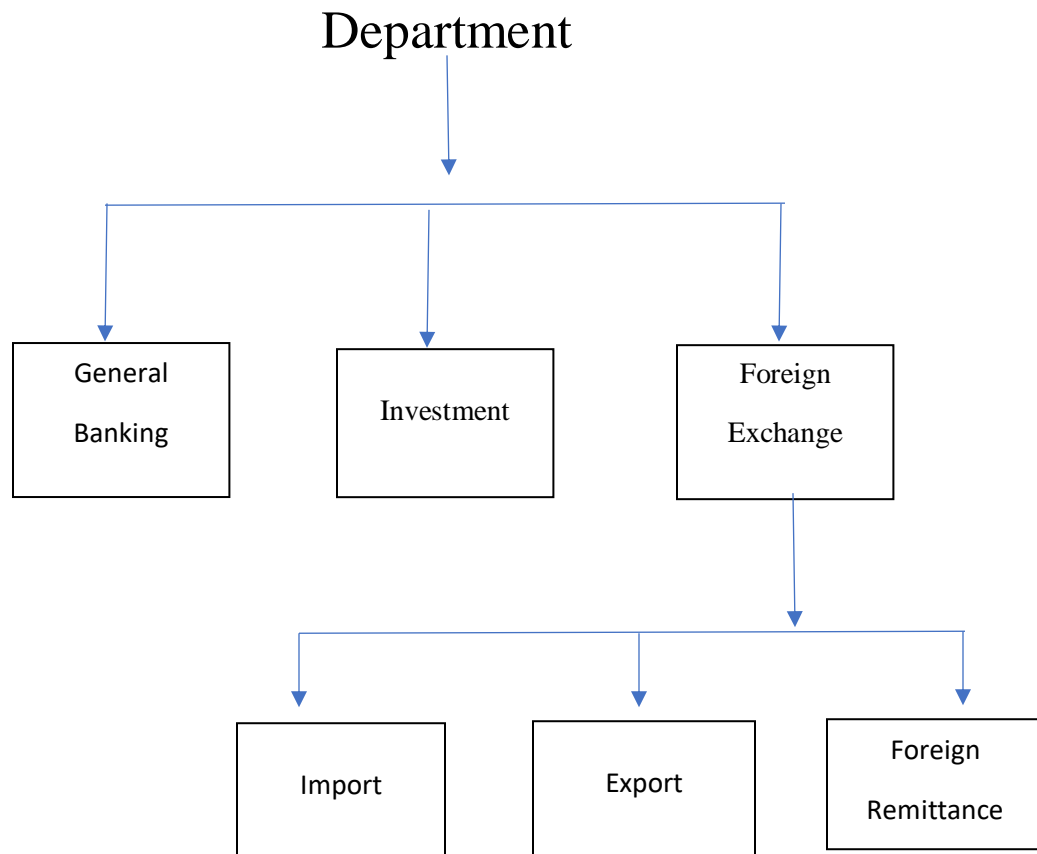 Department
General
Banking
Investment
Foreign
Exchange
Import
Export
Foreign
Remittance